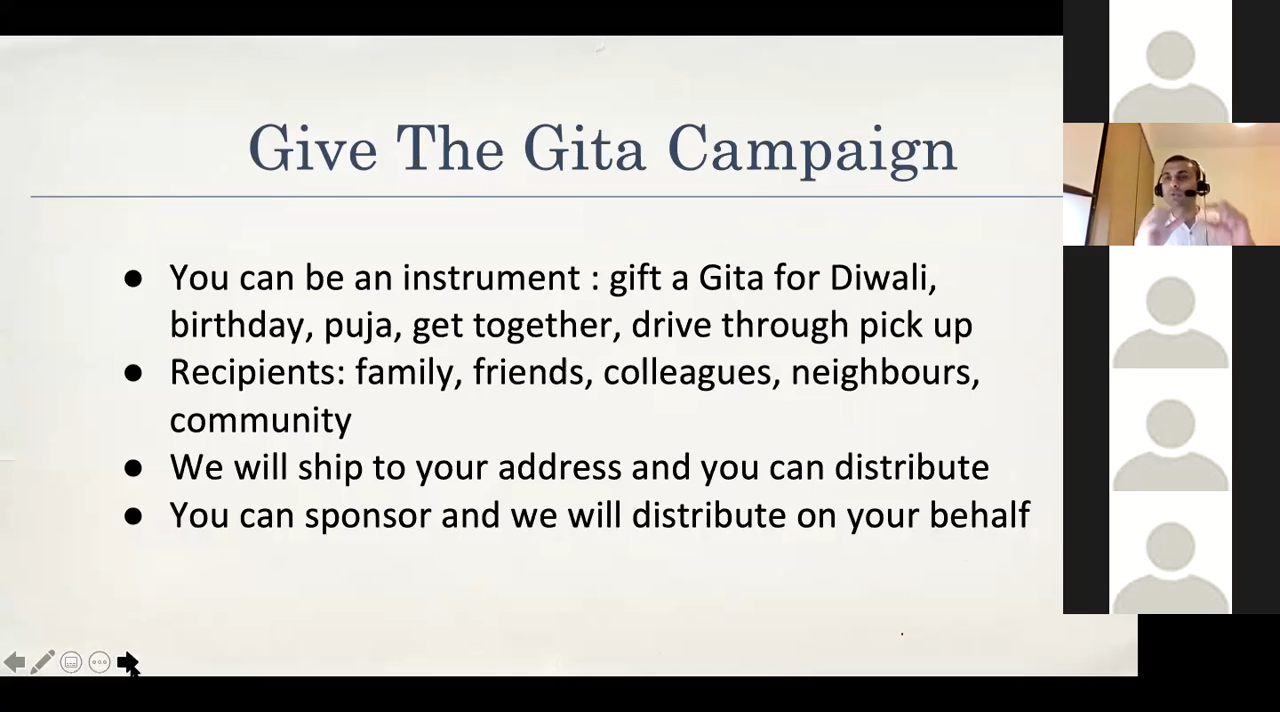 Give The Gita Campaign
● You can be an instrument : gift a Gita for Diwali,
birthday, puja, get together, drive through pick up
● Recipients: family, friends, colleagues, neighbours,
community
● We will ship to your address and you can distribute
● You can sponsor and we will distribute on your behalf